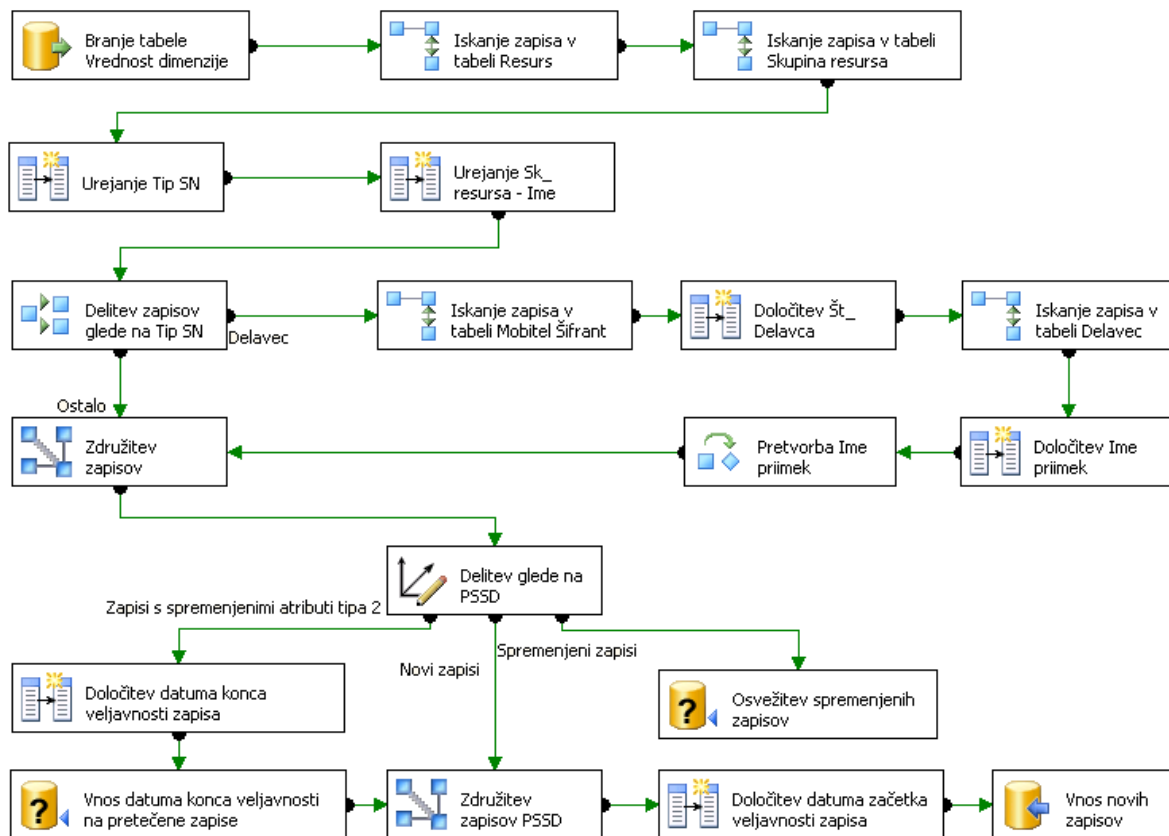 Branje tabele
Vrednost dimenzije
Iskanje zapisa v
tabeli Resurs
Iskanje zapisa v tabeli
Skupina resursa
Urejanje Tip SN
Urejanje Sk_
resursa - Ime
Delitev zapisov
glede na Tip SN
Delavec
Iskanje zapisa v
tabeli Mobitel Šifrant
Določitev Št_
Delavca
Iskanje zapisa v
tabeli Delavec
Ostalo
Združitev
zapisov
Pretvorba Ime
priimek
Določitev Ime
priimek
Delitev glede na
PSSD
Zapisi s spremenjenimi atributi tipa 2
Novi zapisi
Spremenjeni zapisi
Določitev datuma konca
veljavnosti zapisa
Osvežitev spremenjenih
zapisov
Vnos datuma konca veljavnosti
na pretečene zapise
Združitev
zapisov PSSD
Določitev datuma začetka
veljavnosti zapisa
Vnos novih
zapisov